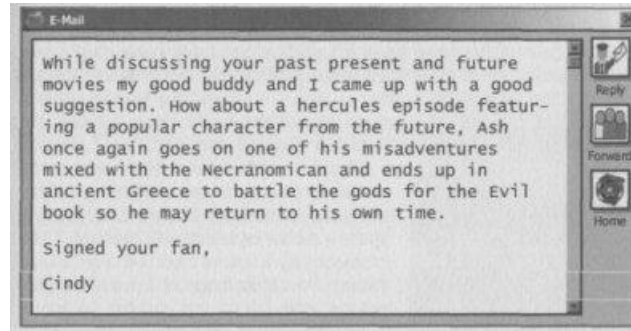 E-Mail
While discussing your past present and future
movies my good buddy and I came up with a good
suggestion. How about a hercules episode featur-
ing a popular character from the future, Ash
once again goes on one of his misadventures
mixed with the Necranomican and ends up in
ancient Greece to battle the gods for the Evil
book so he may return to his own time.
Signed your fan,
Cindy
Reply
Forward
Home